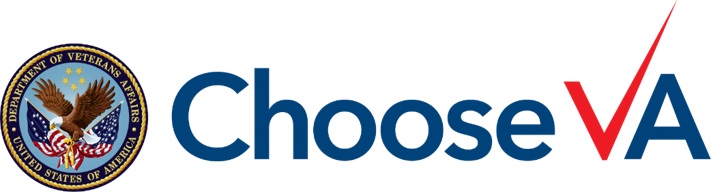 DEPARTMENT OF VETERANS AFFAIRS
UNITED STATES OF AMERICA
Choose VA